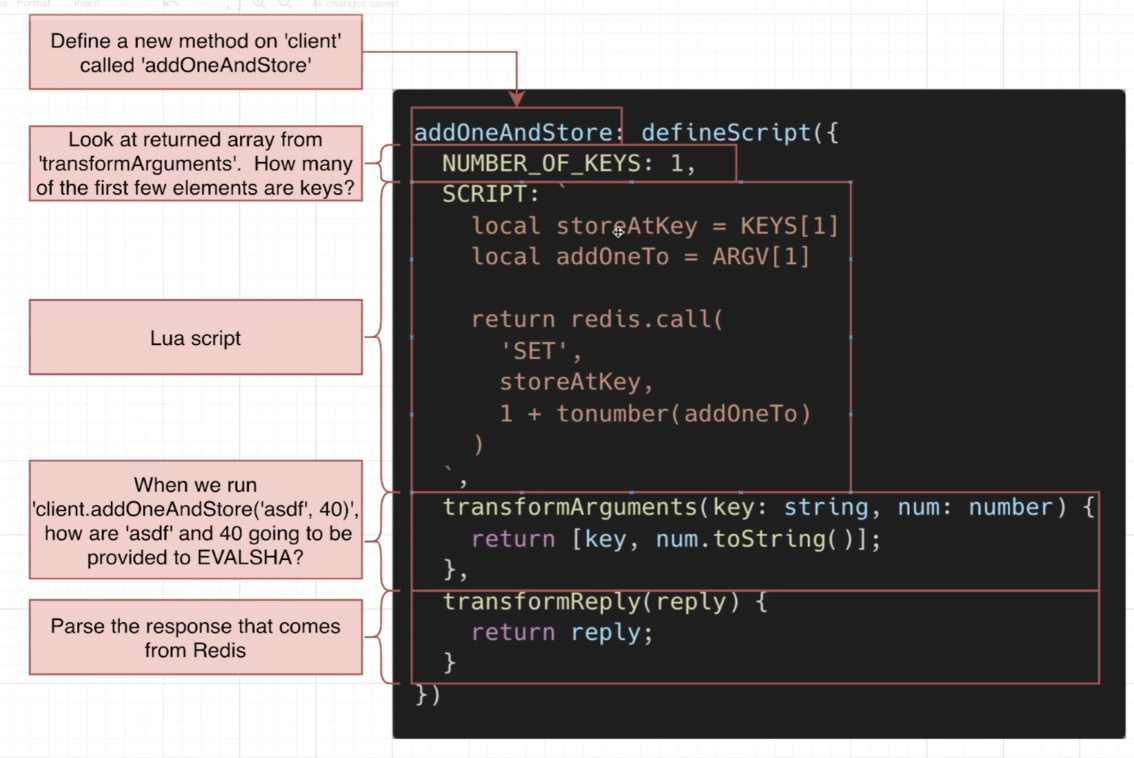 Format Insert All changes saved
Define a new method on 'client'
called 'addOneAndStore'
Look at returned array from
'transformArguments'. How many
of the first few elements are keys?
Lua script
When we run
'client.addOneAndStore('asdf', 40)',
how are 'asdf' and 40 going to be
provided to EVALSHA?
Parse the response that comes
from Redis
addOneAndStore: defineScript({
NUMBER_OF_KEYS: 1,
SCRIPT: `
local storeAtKey = KEYS[1]
local addOneTo = ARGV[1]
return redis.call(
'SET',
storeAtKey,
1 + tonumber(addOneTo)
)
`,
transformArguments(key: string, num: number) {
return [key, num.toString()];
},
transformReply(reply) {
return reply;
}
})